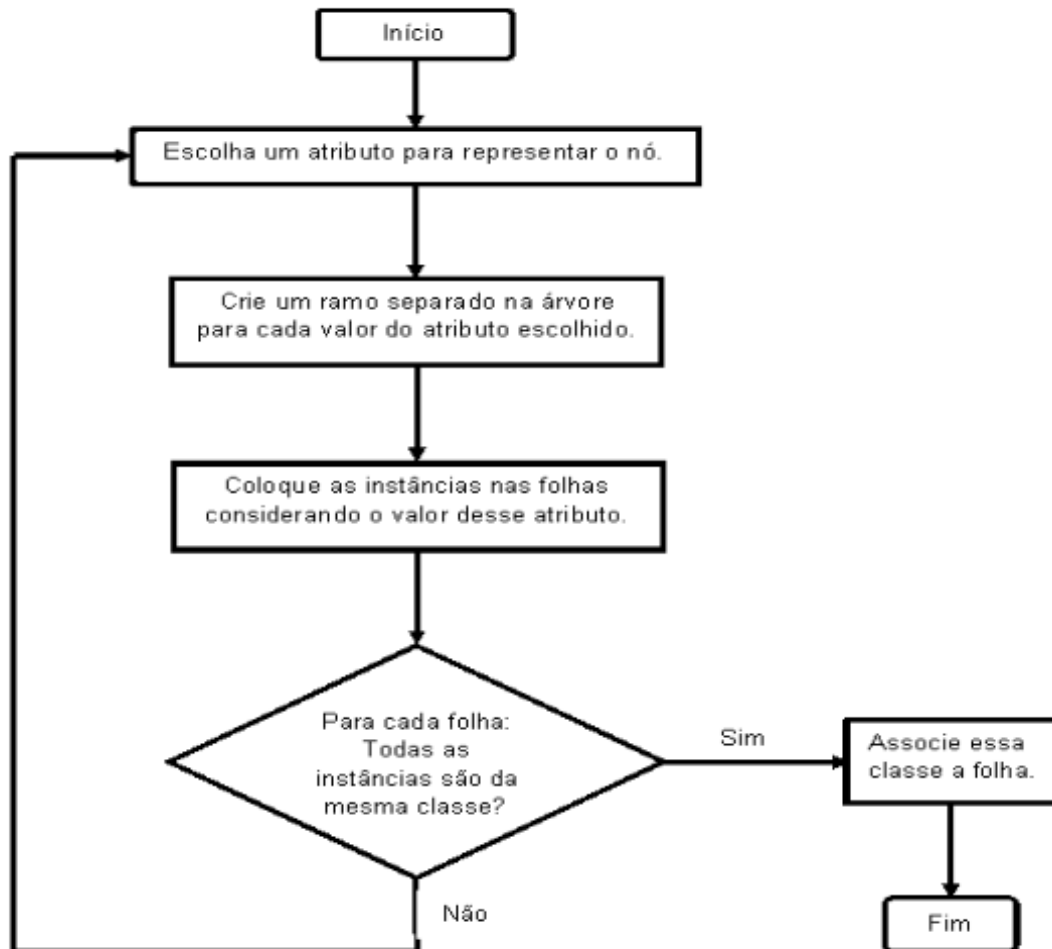 Início
Escolha um atributo para representar o nó.
Crie um ramo separado na árvore
para cada valor do atributo escolhido.
Coloque as instâncias nas folhas
considerando o valor desse atributo.
Para cada folha:
Todas as
instâncias são da
mesma classe?
Sim
Associe essa
classe a folha.
Não
Fim